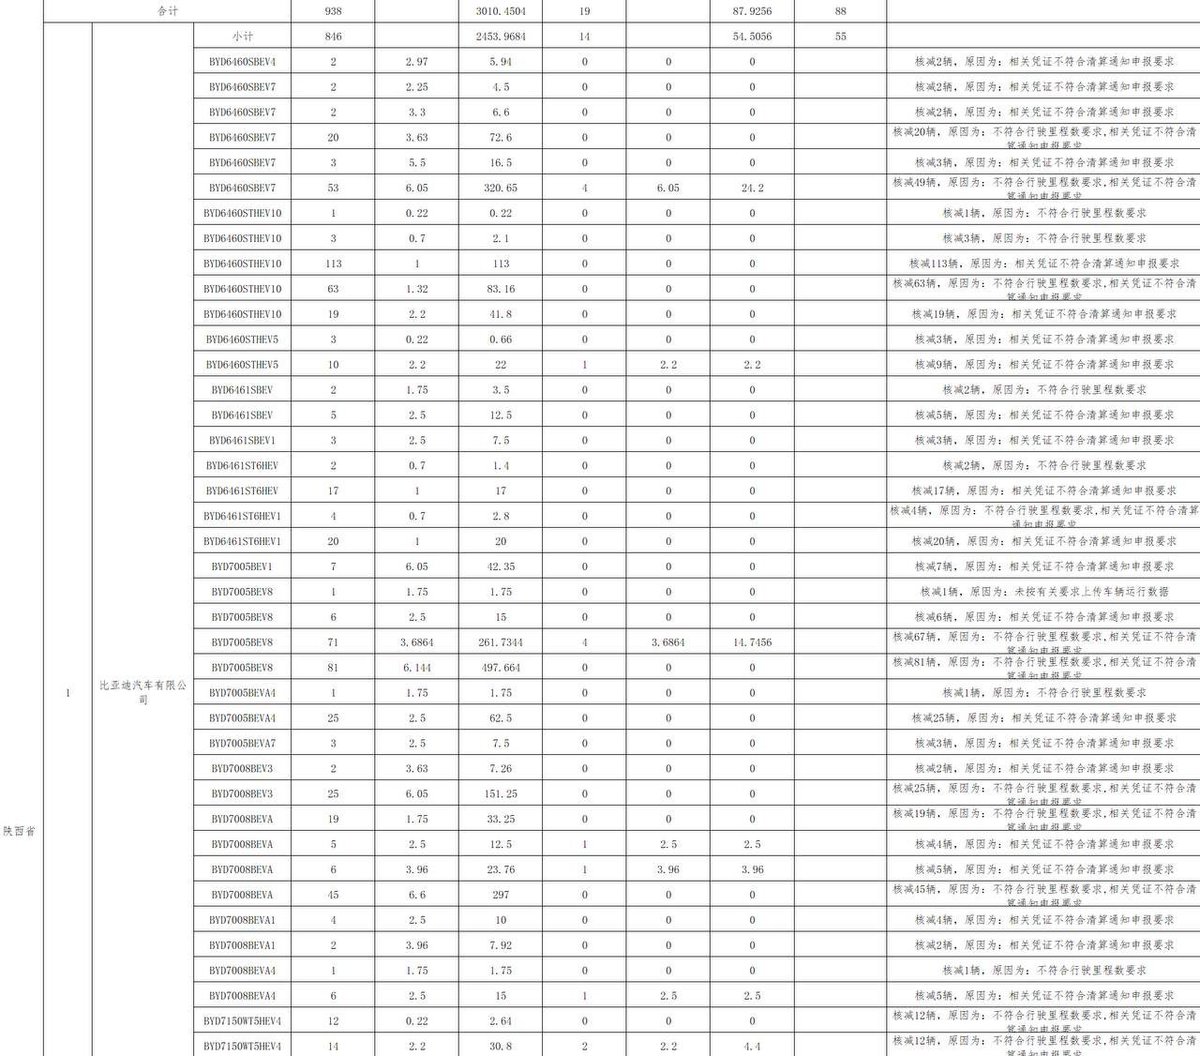 合计 938 3010.4504 19 87.9256 88
小计 846 2453.9684 14 54.5056 55
BYD6460SBEV4 2 2.97 5.94 0 0 0 核减2辆，原因为：相关凭证不符合清算通知申报要求
BYD6460SBEV7 2 2.25 4.5 0 0 0 核减2辆，原因为：相关凭证不符合清算通知申报要求
BYD6460SBEV7 2 3.3 6.6 0 0 0 核减2辆，原因为：相关凭证不符合清算通知申报要求
BYD6460SBEV7 20 3.63 72.6 0 0 0 核减20辆，原因为：不符合行驶里程数要求,相关凭证不符合清
算通知申报要求
BYD6460SBEV7 3 5.5 16.5 0 0 0 核减3辆，原因为：相关凭证不符合清算通知申报要求
BYD6460SBEV7 53 6.05 320.65 4 6.05 24.2 核减49辆，原因为：不符合行驶里程数要求,相关凭证不符合清
算通知申报要求
BYD6460STHEV10 1 0.22 0.22 0 0 0 核减1辆，原因为：不符合行驶里程数要求
BYD6460STHEV10 3 0.7 2.1 0 0 0 核减3辆，原因为：不符合行驶里程数要求
BYD6460STHEV10 113 1 113 0 0 0 核减113辆，原因为：相关凭证不符合清算通知申报要求
BYD6460STHEV10 63 1.32 83.16 0 0 0 核减63辆，原因为：不符合行驶里程数要求,相关凭证不符合清
算通知申报要求
BYD6460STHEV10 19 2.2 41.8 0 0 0 核减19辆，原因为：相关凭证不符合清算通知申报要求
BYD6460STHEV5 3 0.22 0.66 0 0 0 核减3辆，原因为：相关凭证不符合清算通知申报要求
BYD6460STHEV5 10 2.2 22 1 2.2 2.2 核减9辆，原因为：相关凭证不符合清算通知申报要求
BYD6461SBEV 2 1.75 3.5 0 0 0 核减2辆，原因为：不符合行驶里程数要求
BYD6461SBEV 5 2.5 12.5 0 0 0 核减5辆，原因为：相关凭证不符合清算通知申报要求
BYD6461SBEV1 3 2.5 7.5 0 0 0 核减3辆，原因为：相关凭证不符合清算通知申报要求
BYD6461ST6HEV 2 0.7 1.4 0 0 0 核减2辆，原因为：不符合行驶里程数要求
BYD6461ST6HEV 17 1 17 0 0 0 核减17辆，原因为：相关凭证不符合清算通知申报要求
BYD6461ST6HEV1 4 0.7 2.8 0 0 0 核减4辆，原因为：不符合行驶里程数要求,相关凭证不符合清算
通知申报要求
BYD6461ST6HEV1 20 1 20 0 0 0 核减20辆，原因为：相关凭证不符合清算通知申报要求
BYD7005BEV1 7 6.05 42.35 0 0 0 核减7辆，原因为：相关凭证不符合清算通知申报要求
BYD7005BEV8 1 1.75 1.75 0 0 0 核减1辆，原因为：未按有关要求上传车辆运行数据
BYD7005BEV8 6 2.5 15 0 0 0 核减6辆，原因为：相关凭证不符合清算通知申报要求
BYD7005BEV8 71 3.6864 261.7344 4 3.6864 14.7456 核减67辆，原因为：不符合行驶里程数要求,相关凭证不符合清
算通知申报要求
BYD7005BEV8 81 6.144 497.664 0 0 0 核减81辆，原因为：不符合行驶里程数要求,相关凭证不符合清
算通知申报要求
1 比亚迪汽车有限公
司
BYD7005BEVA4 1 1.75 1.75 0 0 0 核减1辆，原因为：不符合行驶里程数要求
BYD7005BEVA4 25 2.5 62.5 0 0 0 核减25辆，原因为：相关凭证不符合清算通知申报要求
BYD7005BEVA7 3 2.5 7.5 0 0 0 核减3辆，原因为：相关凭证不符合清算通知申报要求
BYD7008BEV3 2 3.63 7.26 0 0 0 核减2辆，原因为：相关凭证不符合清算通知申报要求
BYD7008BEV3 25 6.05 151.25 0 0 0 核减25辆，原因为：不符合行驶里程数要求,相关凭证不符合清
算通知申报要求
陕西省
BYD7008BEVA 19 1.75 33.25 0 0 0 核减19辆，原因为：不符合行驶里程数要求,相关凭证不符合清
算通知申报要求
BYD7008BEVA 5 2.5 12.5 1 2.5 2.5 核减4辆，原因为：相关凭证不符合清算通知申报要求
BYD7008BEVA 6 3.96 23.76 1 3.96 3.96 核减5辆，原因为：相关凭证不符合清算通知申报要求
BYD7008BEVA 45 6.6 297 0 0 0 核减45辆，原因为：不符合行驶里程数要求,相关凭证不符合清
算通知申报要求
BYD7008BEVA1 4 2.5 10 0 0 0 核减4辆，原因为：相关凭证不符合清算通知申报要求
BYD7008BEVA1 2 3.96 7.92 0 0 0 核减2辆，原因为：相关凭证不符合清算通知申报要求
BYD7008BEVA4 1 1.75 1.75 0 0 0 核减1辆，原因为：不符合行驶里程数要求
BYD7008BEVA4 6 2.5 15 1 2.5 2.5 核减5辆，原因为：相关凭证不符合清算通知申报要求
BYD7150WT5HEV4 12 0.22 2.64 0 0 0 核减12辆，原因为：不符合行驶里程数要求,相关凭证不符合清
算通知申报要求
BYD7150WT5HEV4 14 2.2 30.8 2 2.2 4.4 核减12辆，原因为：不符合行驶里程数要求,相关凭证不符合清
算通知申报要求